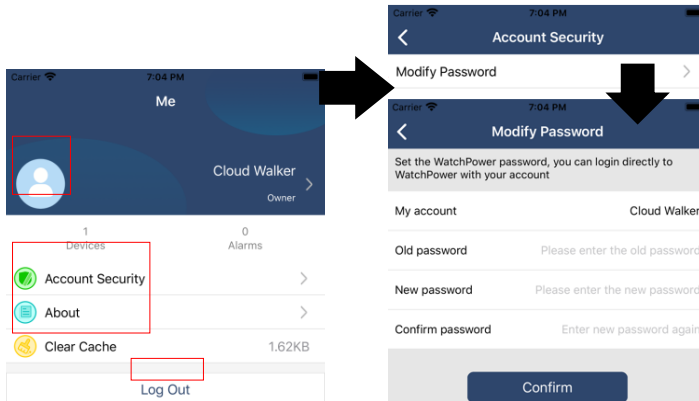 Carrier 7:04 PM
Me
Cloud Walker
Owner
1 0
Devices Alarms
Account Security
About
Clear Cache 1.62KB
Log Out
Carrier 7:04 PM
Account Security
Modify Password
Carrier 7:04 PM
Modify Password
Set the WatchPower password, you can login directly to
WatchPower with your account
My account Cloud Walker
Old password Please enter the old password
New password Please enter the new password
Confirm password Enter new password again
Confirm